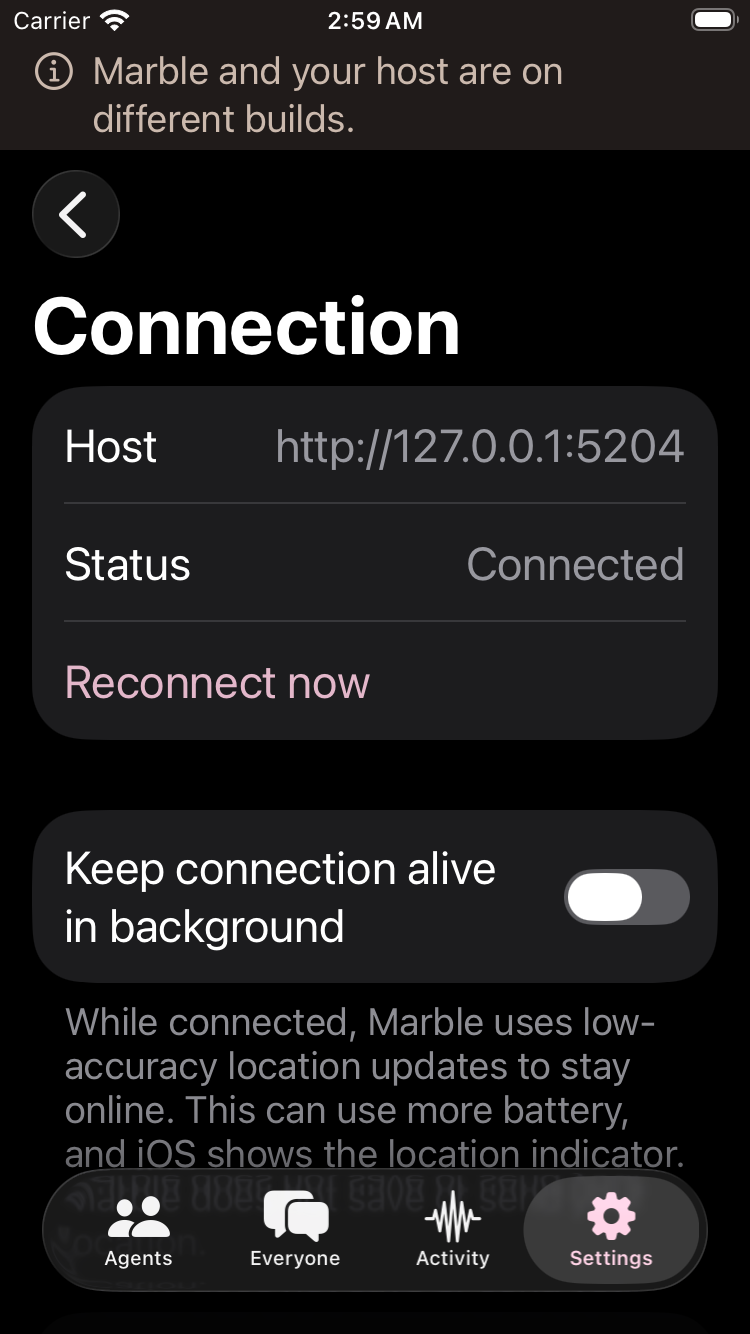 Carrier 2:59 AM
Marble and your host are on
different builds.
Connection
Host http://127.0.0.1:5204
Status Connected
Reconnect now
Keep connection alive
in background
While connected, Marble uses low-
accuracy location updates to stay
online. This can use more battery,
and iOS shows the location indicator.
Agents Everyone Activity Settings